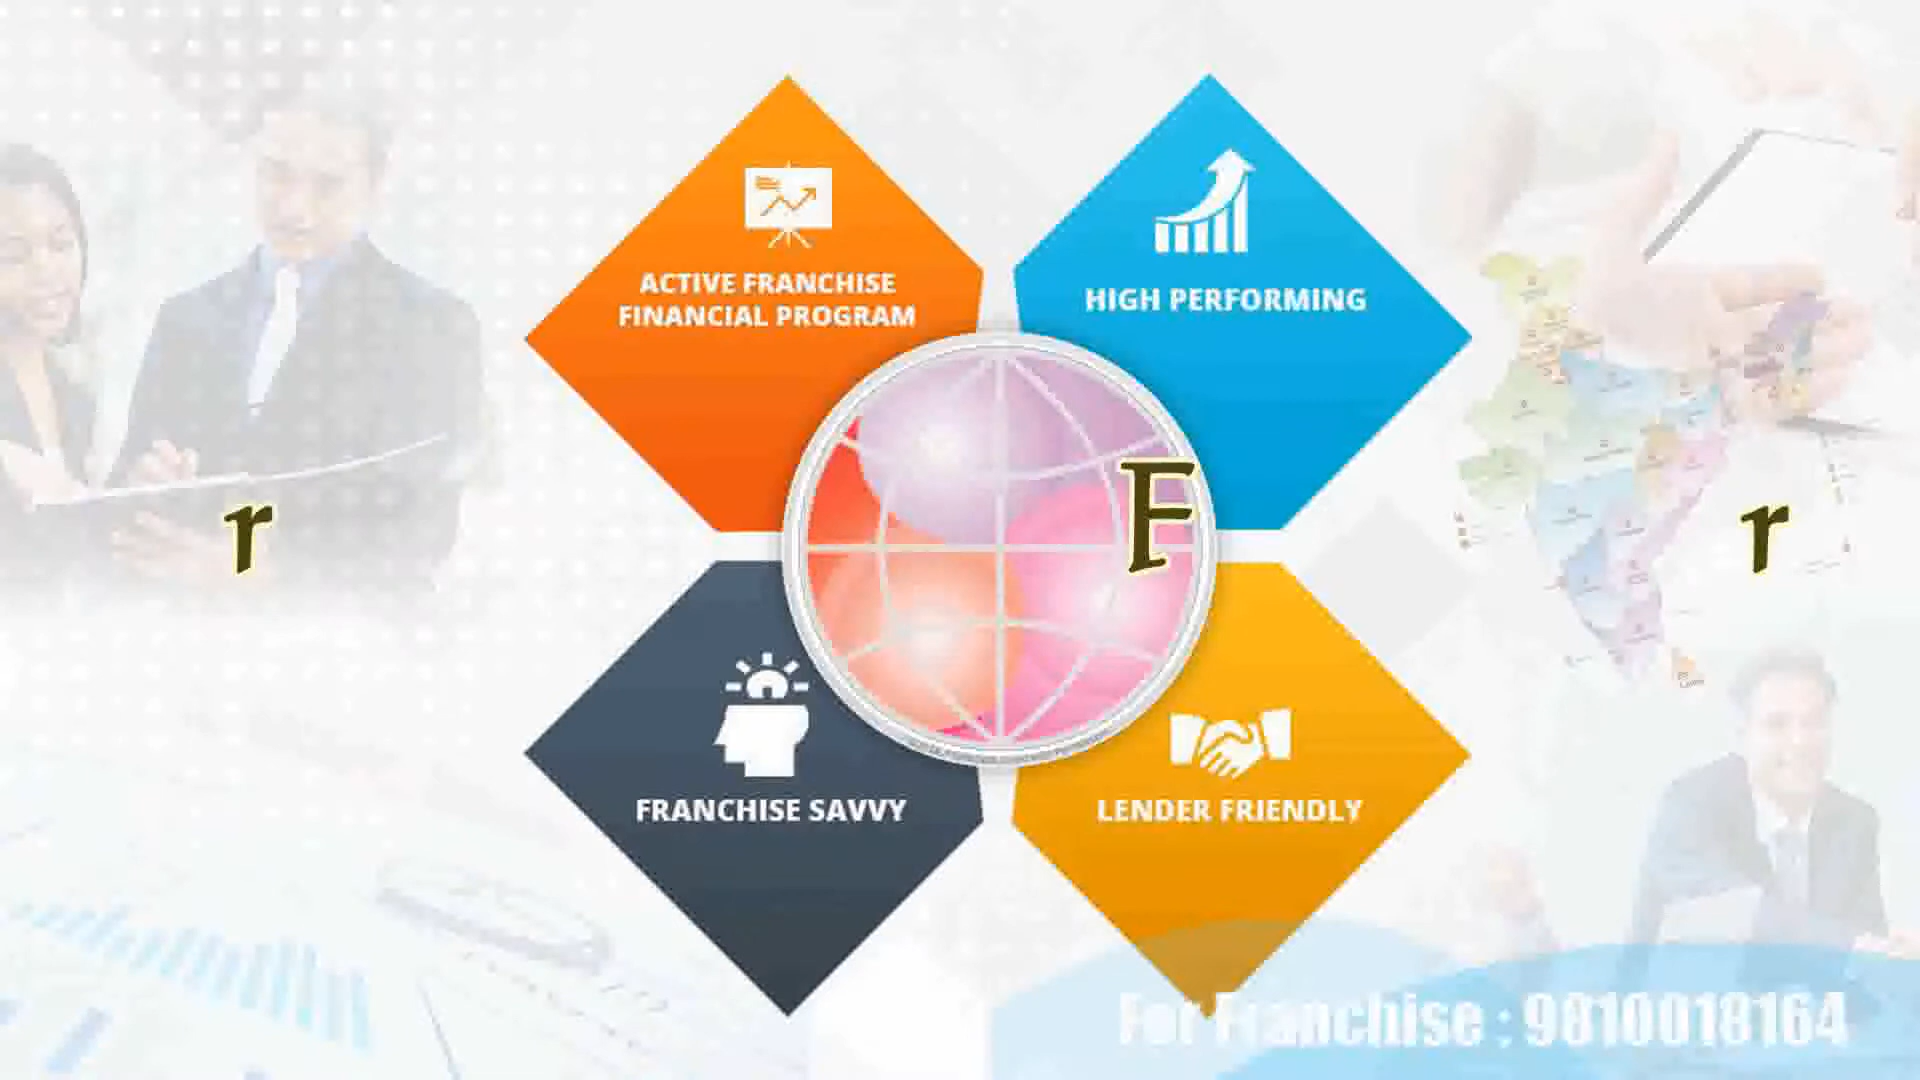 ACTIVE FRANCHISE
FINANCIAL PROGRAM
HIGH PERFORMING
r
F
r
FRANCHISE SAVVY
LENDER FRIENDLY
For Franchise : 9810018164